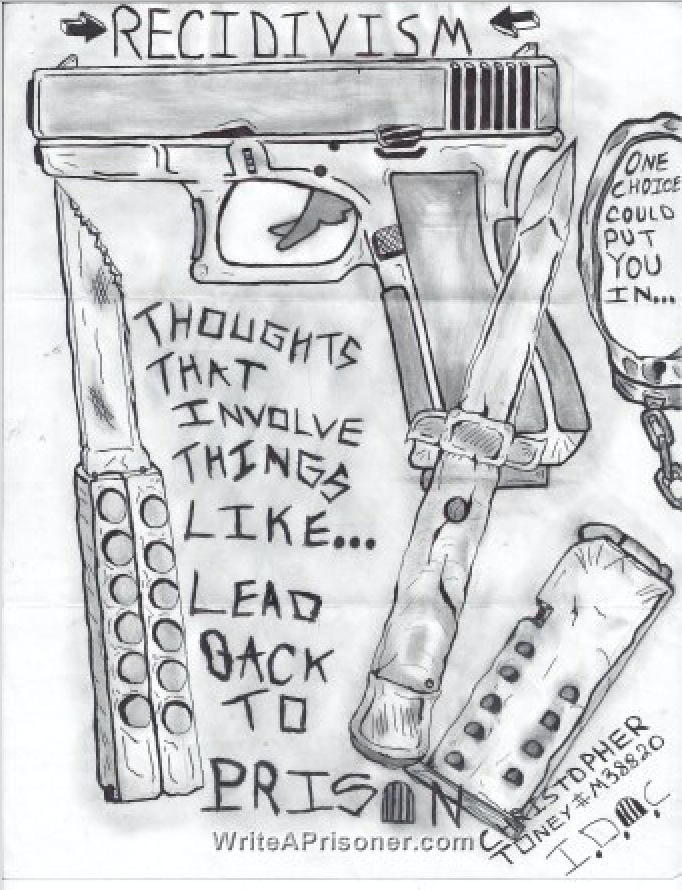 RECIDIVISM
ONE
CHOICE
COULD
PUT
YOU
IN...
THOUGHTS
THAT
INVOLVE
THINGS
LIKE...
LEAD
BACK
TO
PRISON
CHRISTOPHER
TONEY # M38820
I.D.O.C
WriteAPrisoner.com